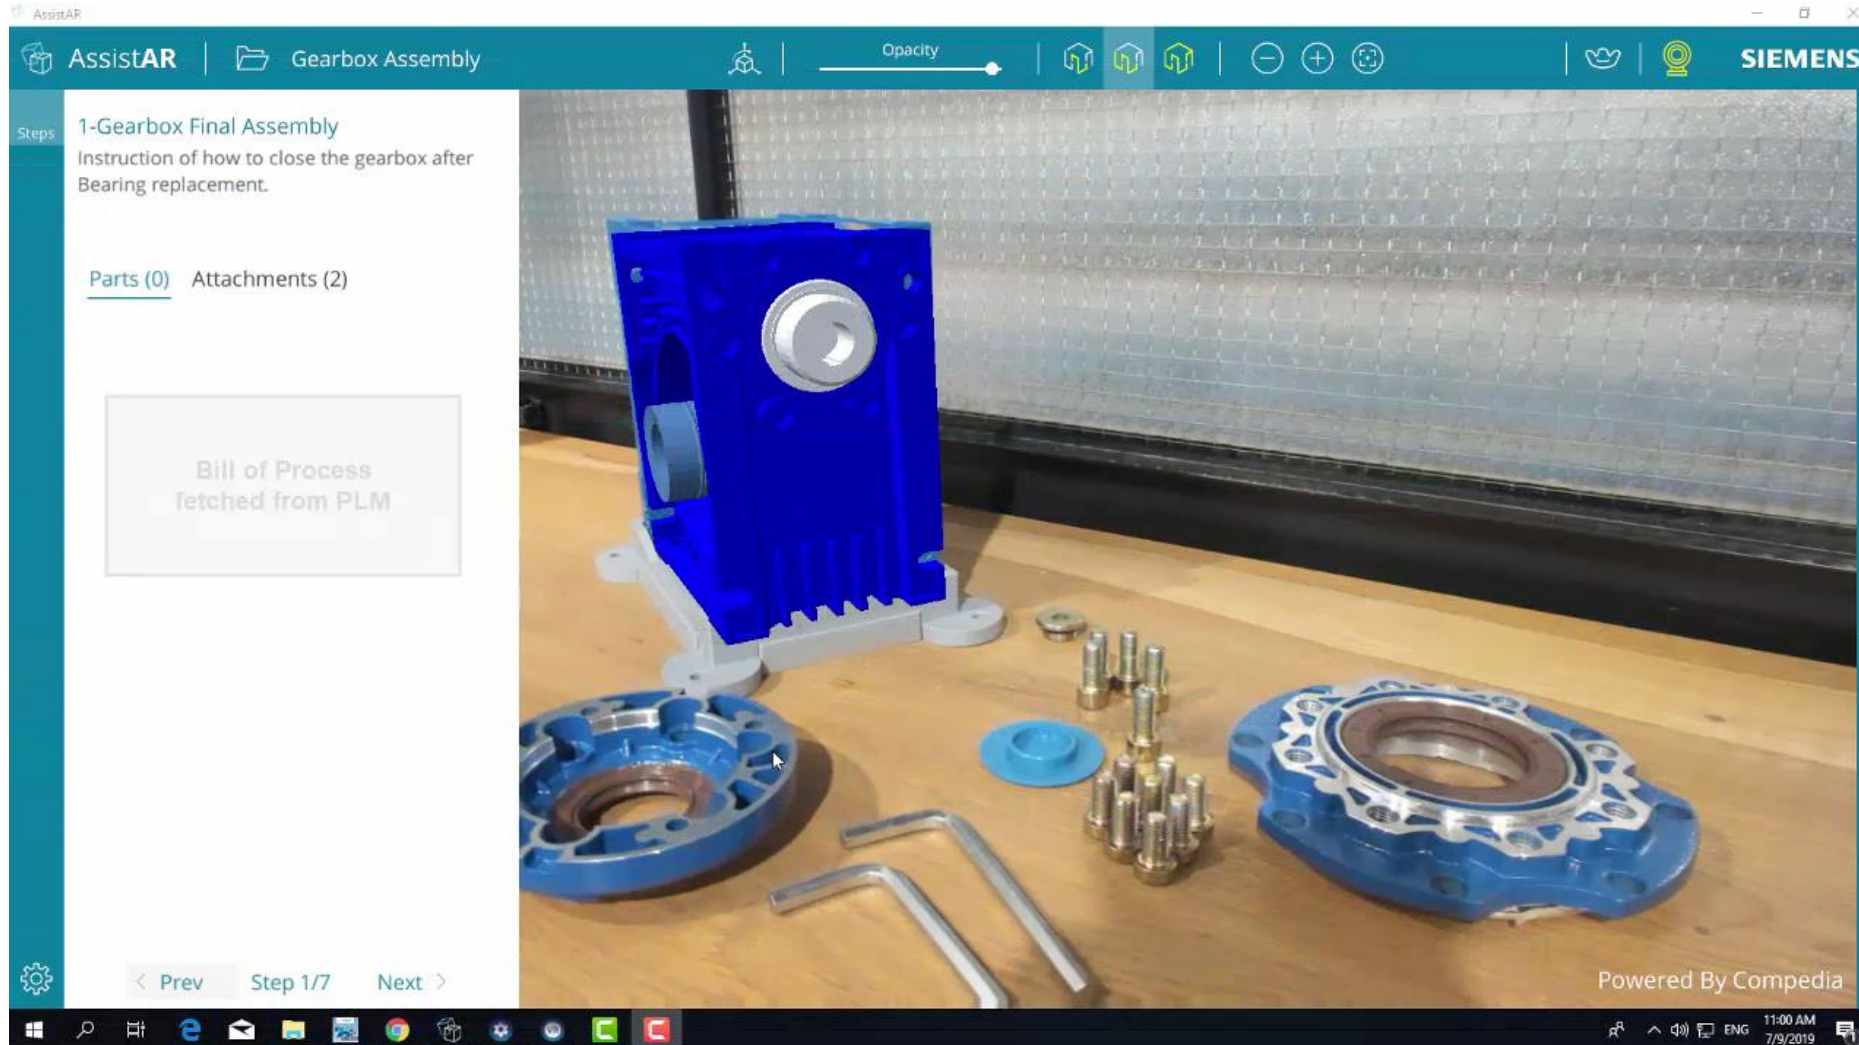 AssistAR
AssistAR
Gearbox Assembly
Opacity
SIEMENS
Steps
1-Gearbox Final Assembly
Instruction of how to close the gearbox after
Bearing replacement.
Parts (0)
Attachments (2)
Bill of Process
fetched from PLM
Prev
Step 1/7
Next
Powered By Compedia
ENG
11:00 AM
7/9/2019